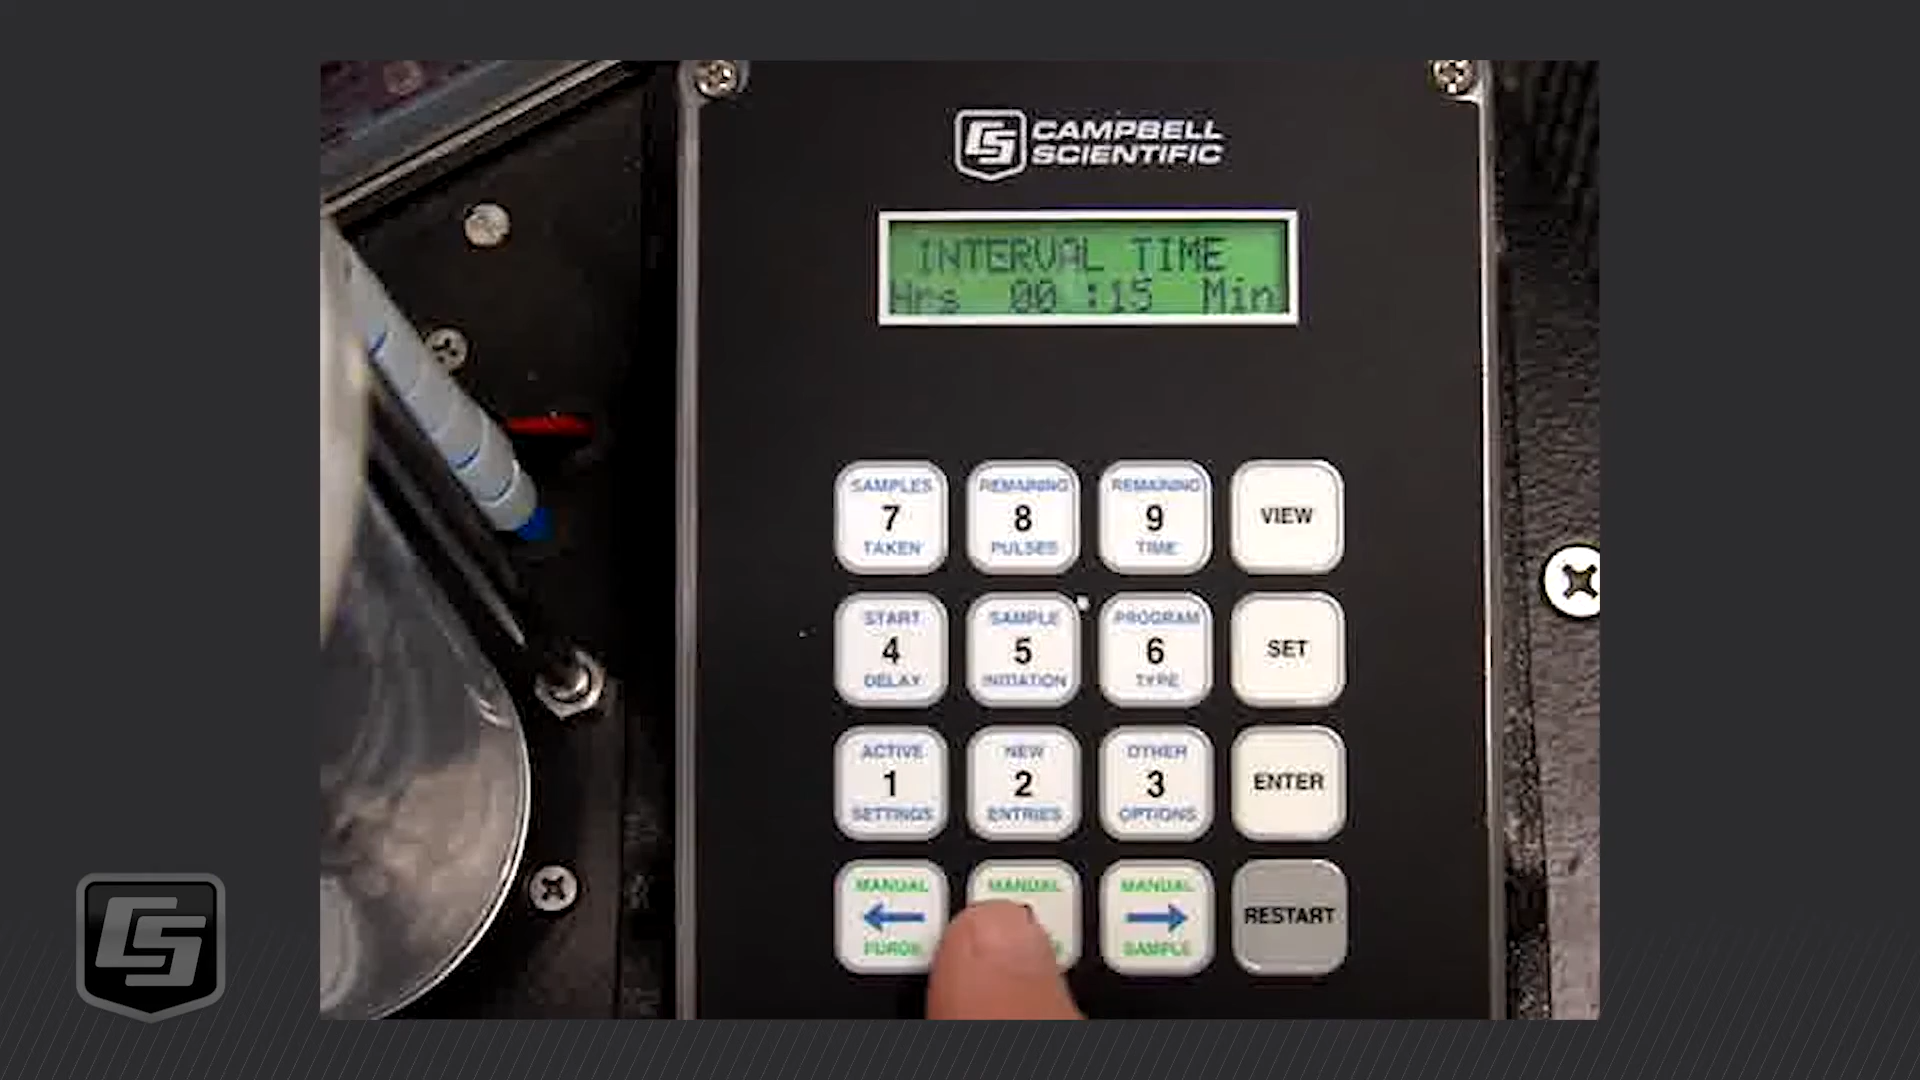 CAMPBELL
SCIENTIFIC
INTERVAL TIME
Hrs 00 :15 Min
SAMPLES
7
TAKEN
REMAINING
8
PULSES
REMAINING
9
TIME
VIEW
START
4
DELAY
SAMPLE
5
INITIATION
PROGRAM
6
TYPE
SET
ACTIVE
1
SETTINGS
NEW
2
ENTRIES
OTHER
3
OPTIONS
ENTER
MANUAL
PURGE
MANUAL
MANUAL
SAMPLE
RESTART